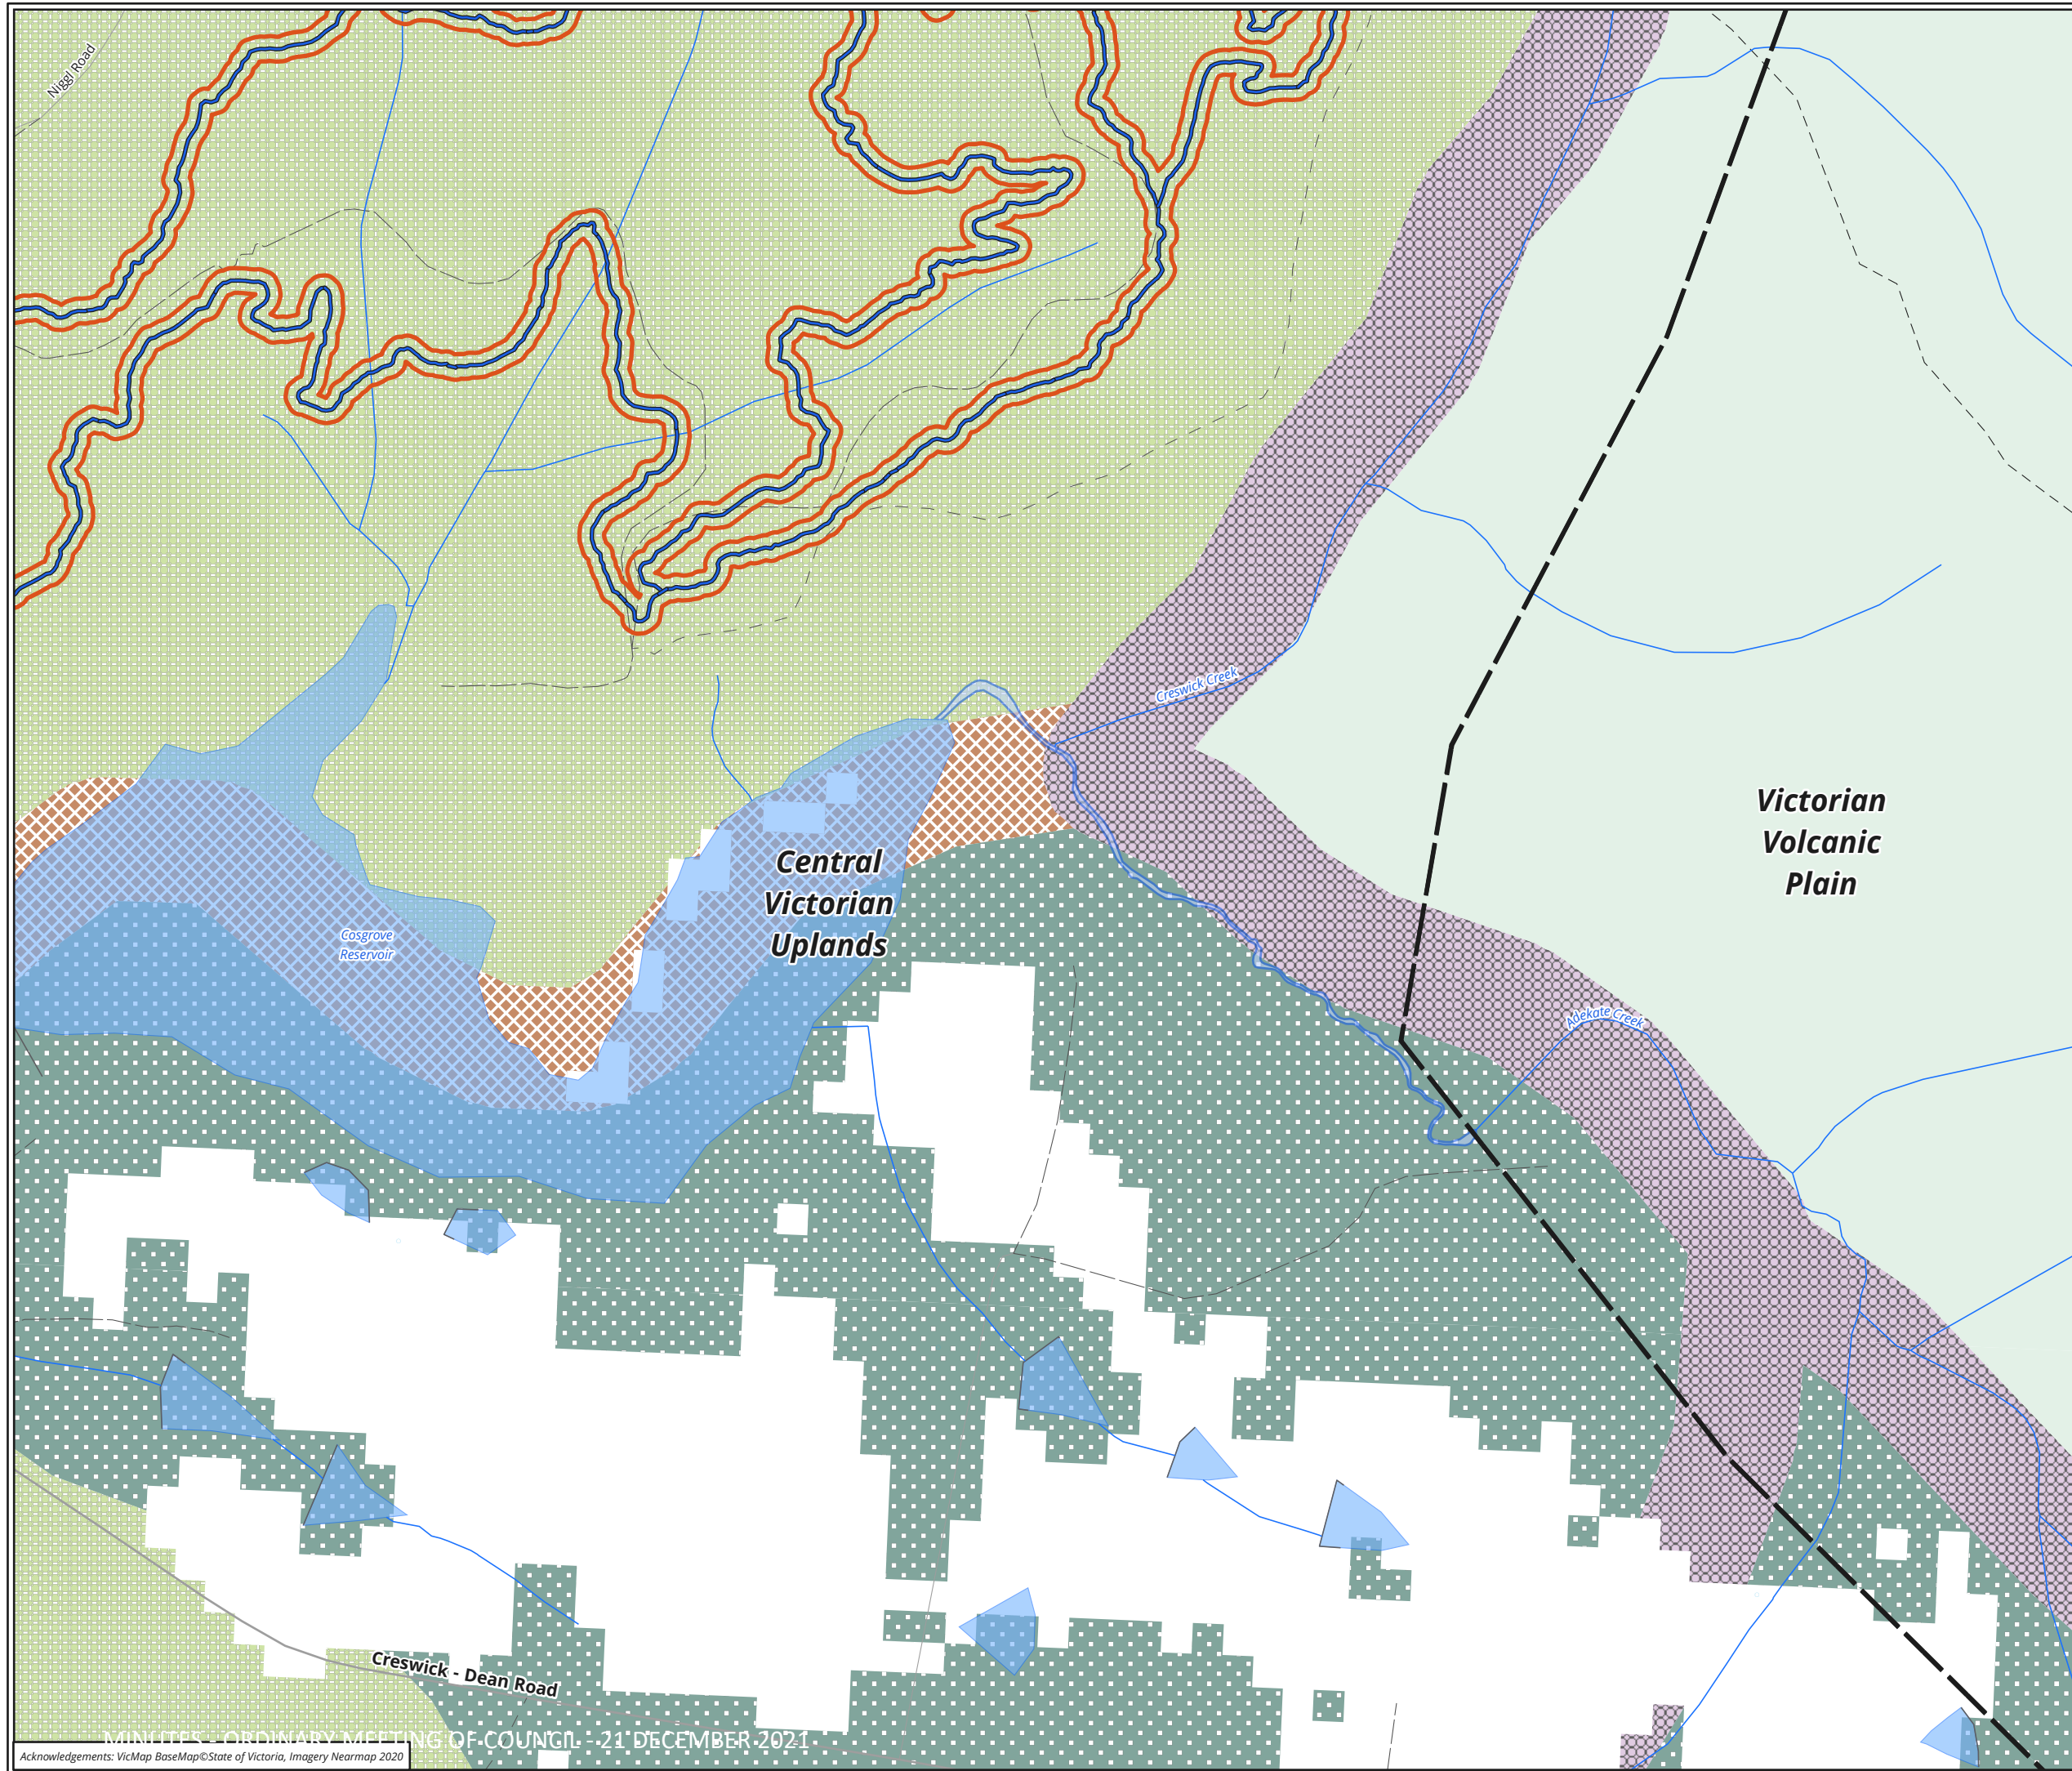 Niggl Road
Creswick Creek
Victorian
Volcanic
Plain
Central
Victorian
Uplands
Cosgrove
Reservoir
Adekate Creek
Creswick - Dean Road
MINUTES - ORDINARY MEETING OF COUNCIL - 21 DECEMBER 2021
Acknowledgements: VicMap BaseMap©State of Victoria, Imagery Nearmap 2020